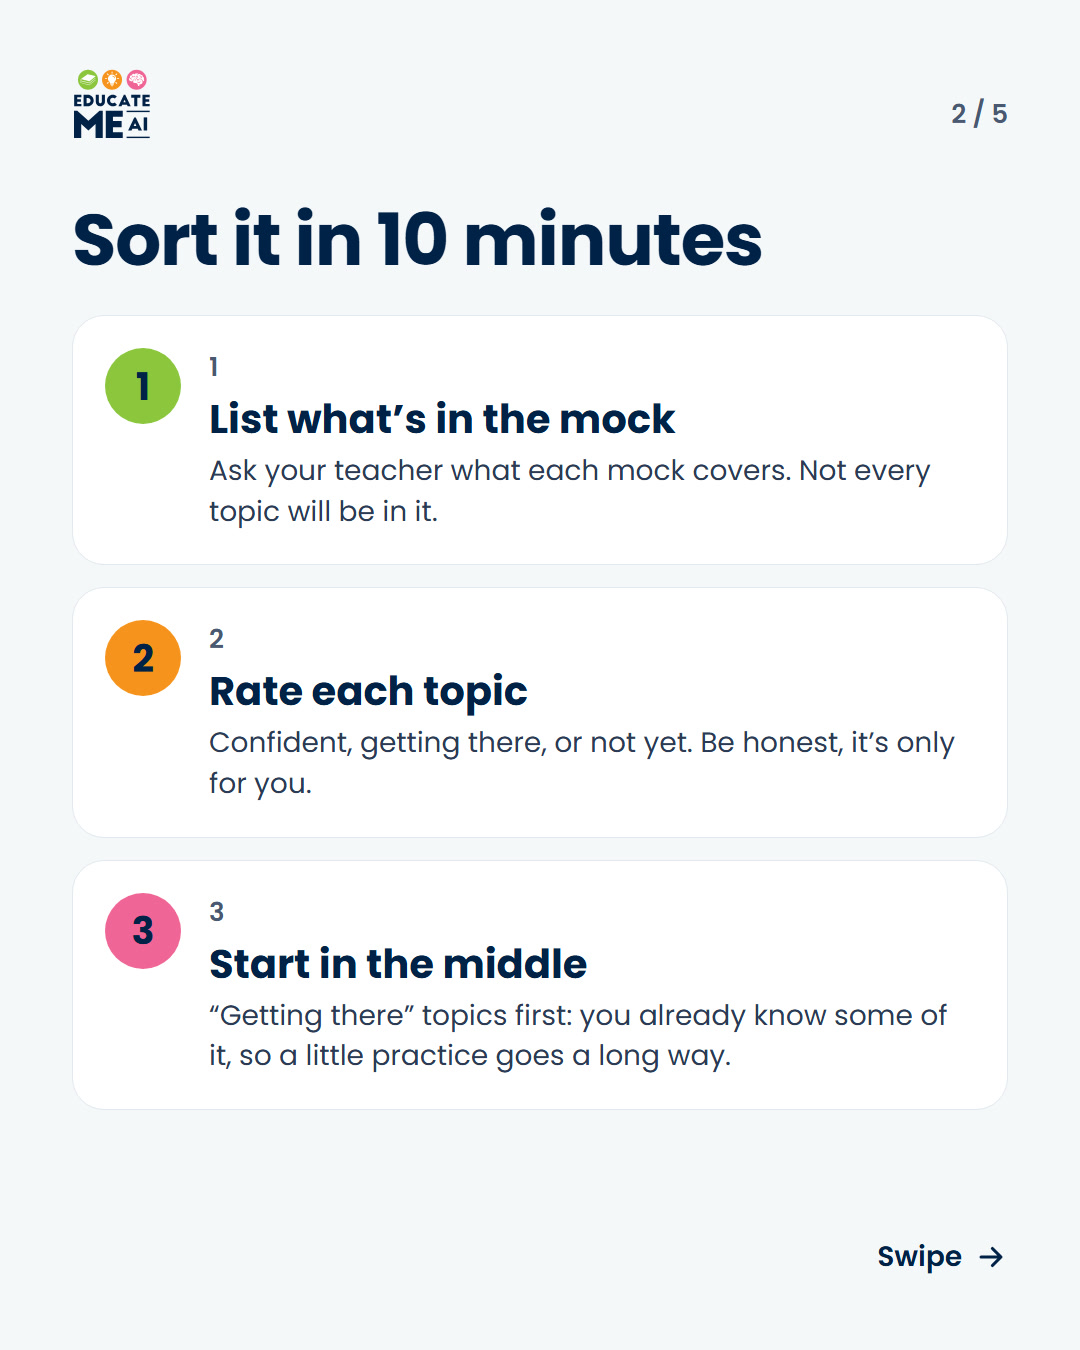 EDUCATE
ME AI
2 / 5
Sort it in 10 minutes
1
1
List what’s in the mock
Ask your teacher what each mock covers. Not every
topic will be in it.
2
2
Rate each topic
Confident, getting there, or not yet. Be honest, it’s only
for you.
3
3
Start in the middle
“Getting there” topics first: you already know some of
it, so a little practice goes a long way.
Swipe →